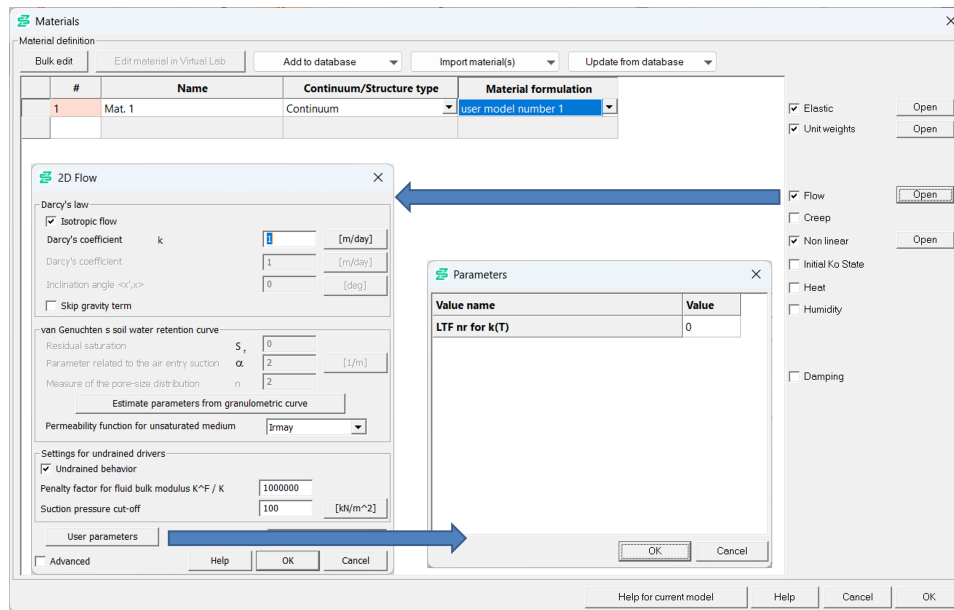 Materials
Material definition
Bulk edit
Edit material in Virtual Lab
Add to database
Import material(s)
Update from database
# Name Continuum/Structure type Material formulation
1 Mat. 1 Continuum user model number 1
Elastic Open
Unit weights Open
Flow Open
Creep
Non linear Open
Initial Ko State
Heat
Humidity
Damping
2D Flow
Darcy's law
Isotropic flow
Darcy's coefficient k 1 [m/day]
Darcy's coefficient 1 [m/day]
Inclination angle <x',x> 0 [deg]
Skip gravity term
van Genuchten s soil water retention curve
Residual saturation S r 0
Parameter related to the air entry suction α 2 [1/m]
Measure of the pore-size distribution n 2
Estimate parameters from granulometric curve
Permeability function for unsaturated medium Irmay
Settings for undrained drivers
Undrained behavior
Penalty factor for fluid bulk modulus K^F / K 1000000
Suction pressure cut-off 100 [kN/m^2]
User parameters
Advanced Help OK Cancel
Parameters
Value name Value
LTF nr for k(T) 0
OK Cancel
Help for current model Help Cancel OK